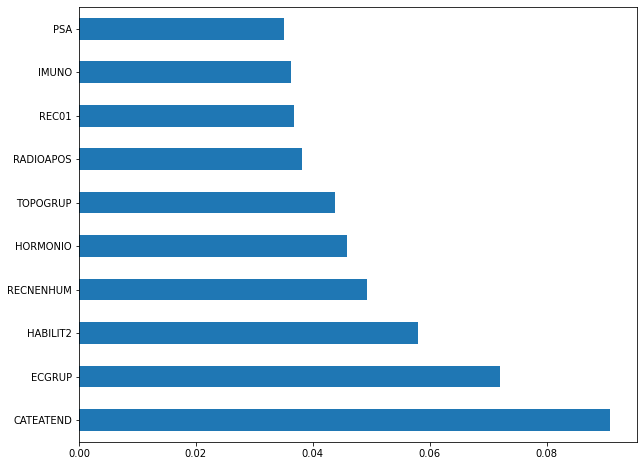 PSA
IMUNO
REC01
RADIOAPOS
TOPOGRUP
HORMONIO
RECNENHUM
HABILIT2
ECGRUP
CATEATEND
0.00 0.02 0.04 0.06 0.08